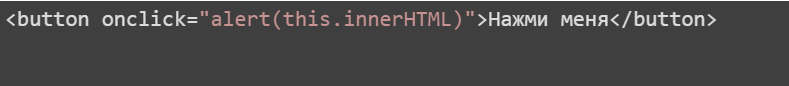 <button onclick="alert(this.innerHTML)">Нажми меня</button>